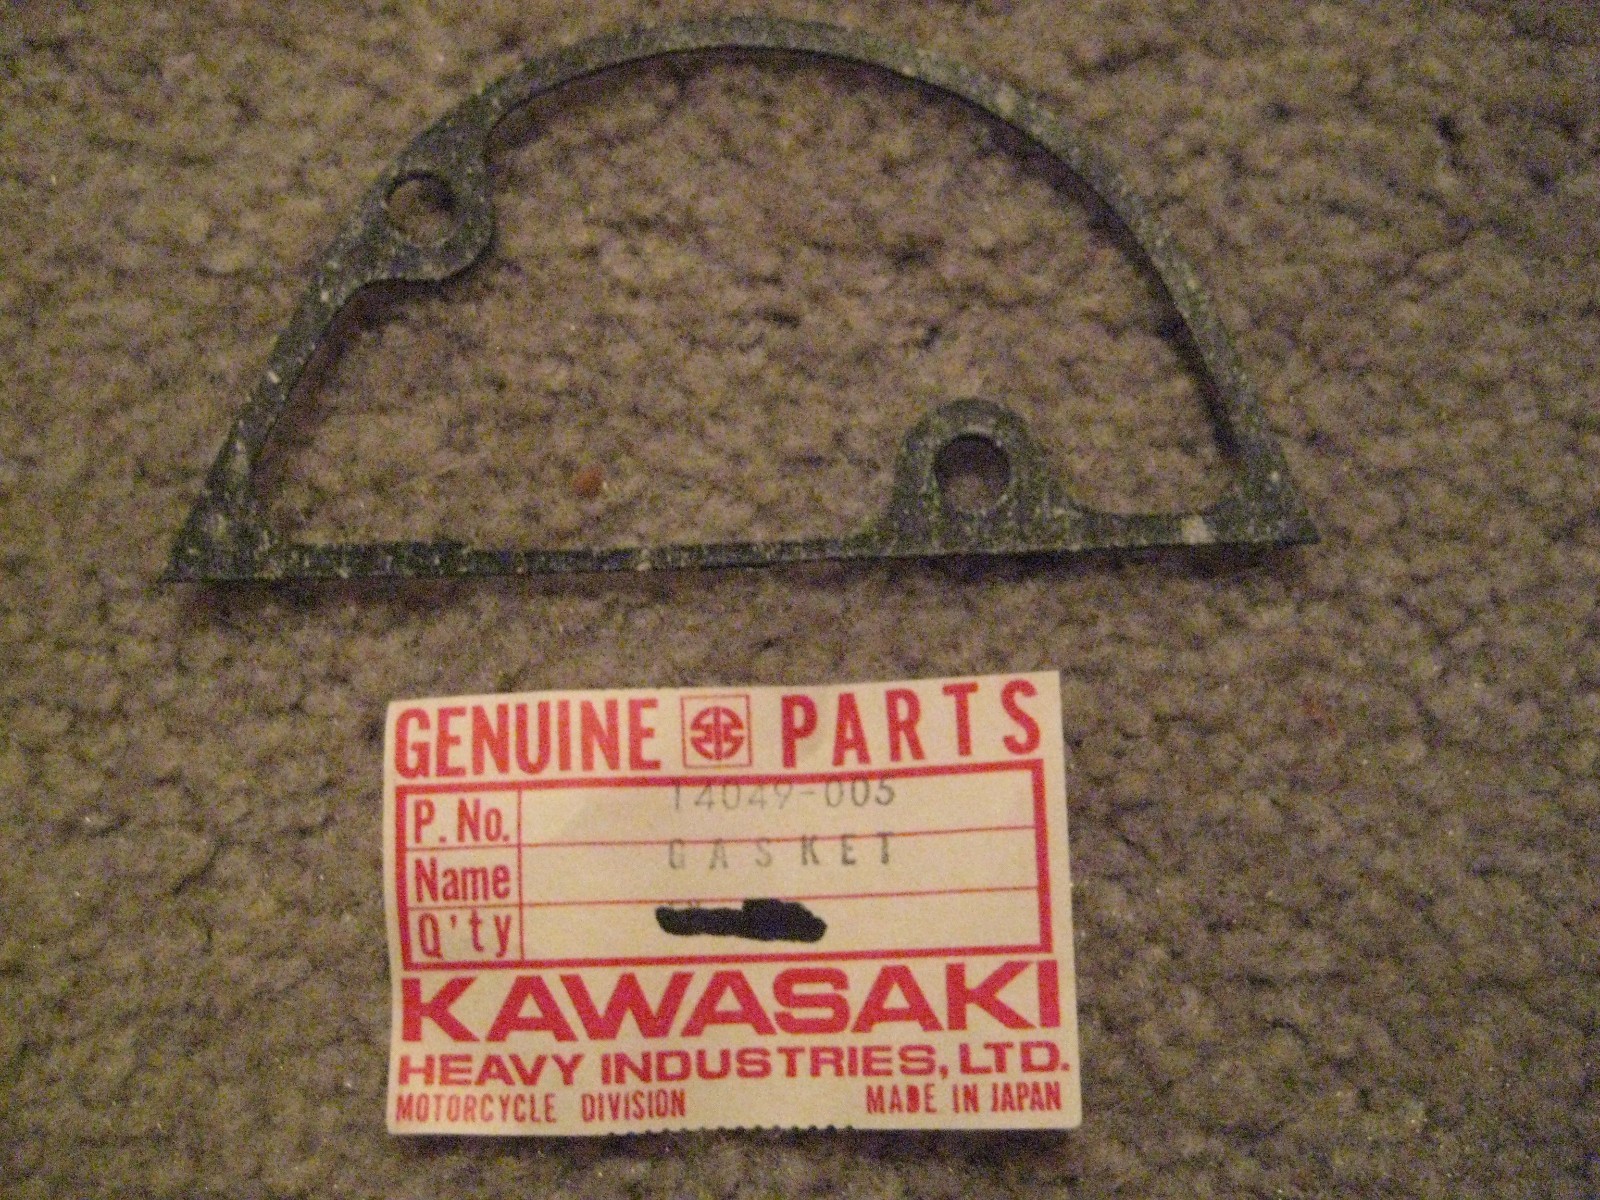 GENUINE PARTS
P. No. 14049-005
Name GASKET
Q'ty
KAWASAKI
HEAVY INDUSTRIES, LTD.
MOTORCYCLE DIVISION MADE IN JAPAN